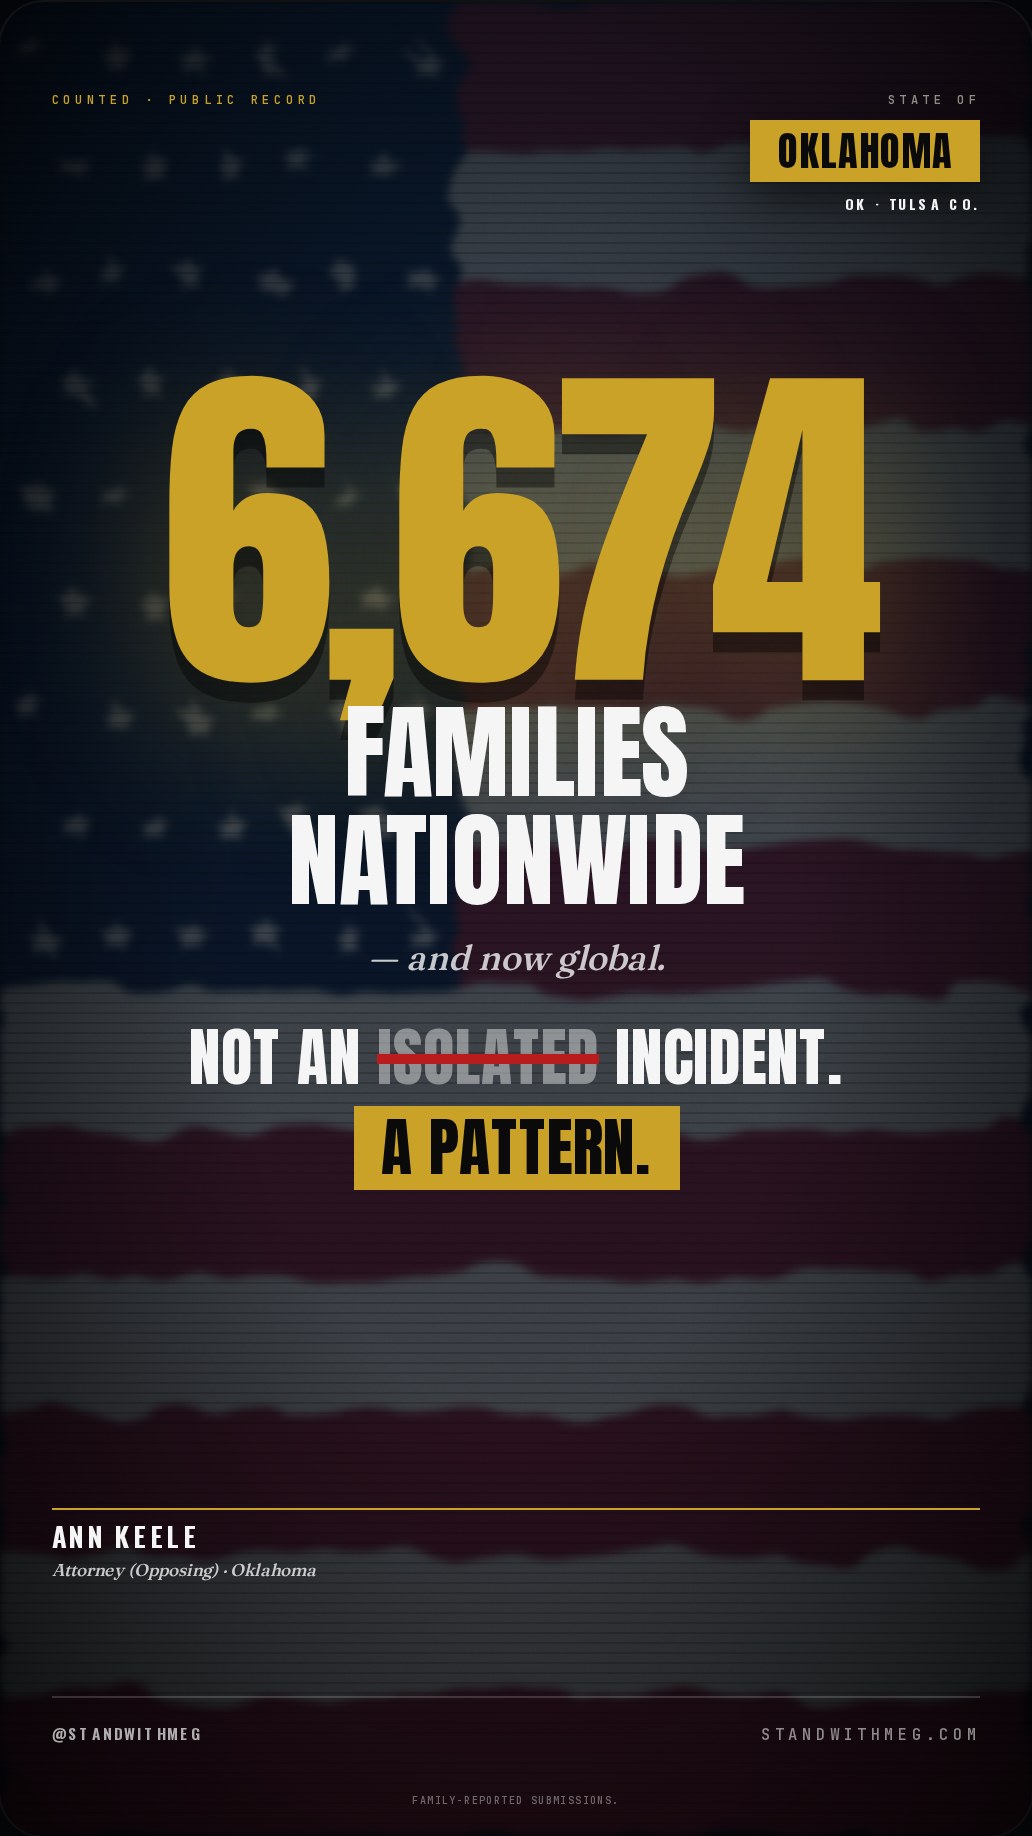 COUNTED · PUBLIC RECORD
STATE OF
OKLAHOMA
OK · TULSA CO.
6,674
FAMILIES
NATIONWIDE
— and now global.
NOT AN ISOLATED INCIDENT.
A PATTERN.
ANN KEELE
Attorney (Opposing) · Oklahoma
@STANDWITHMEG
STANDWITHMEG.COM
FAMILY-REPORTED SUBMISSIONS.